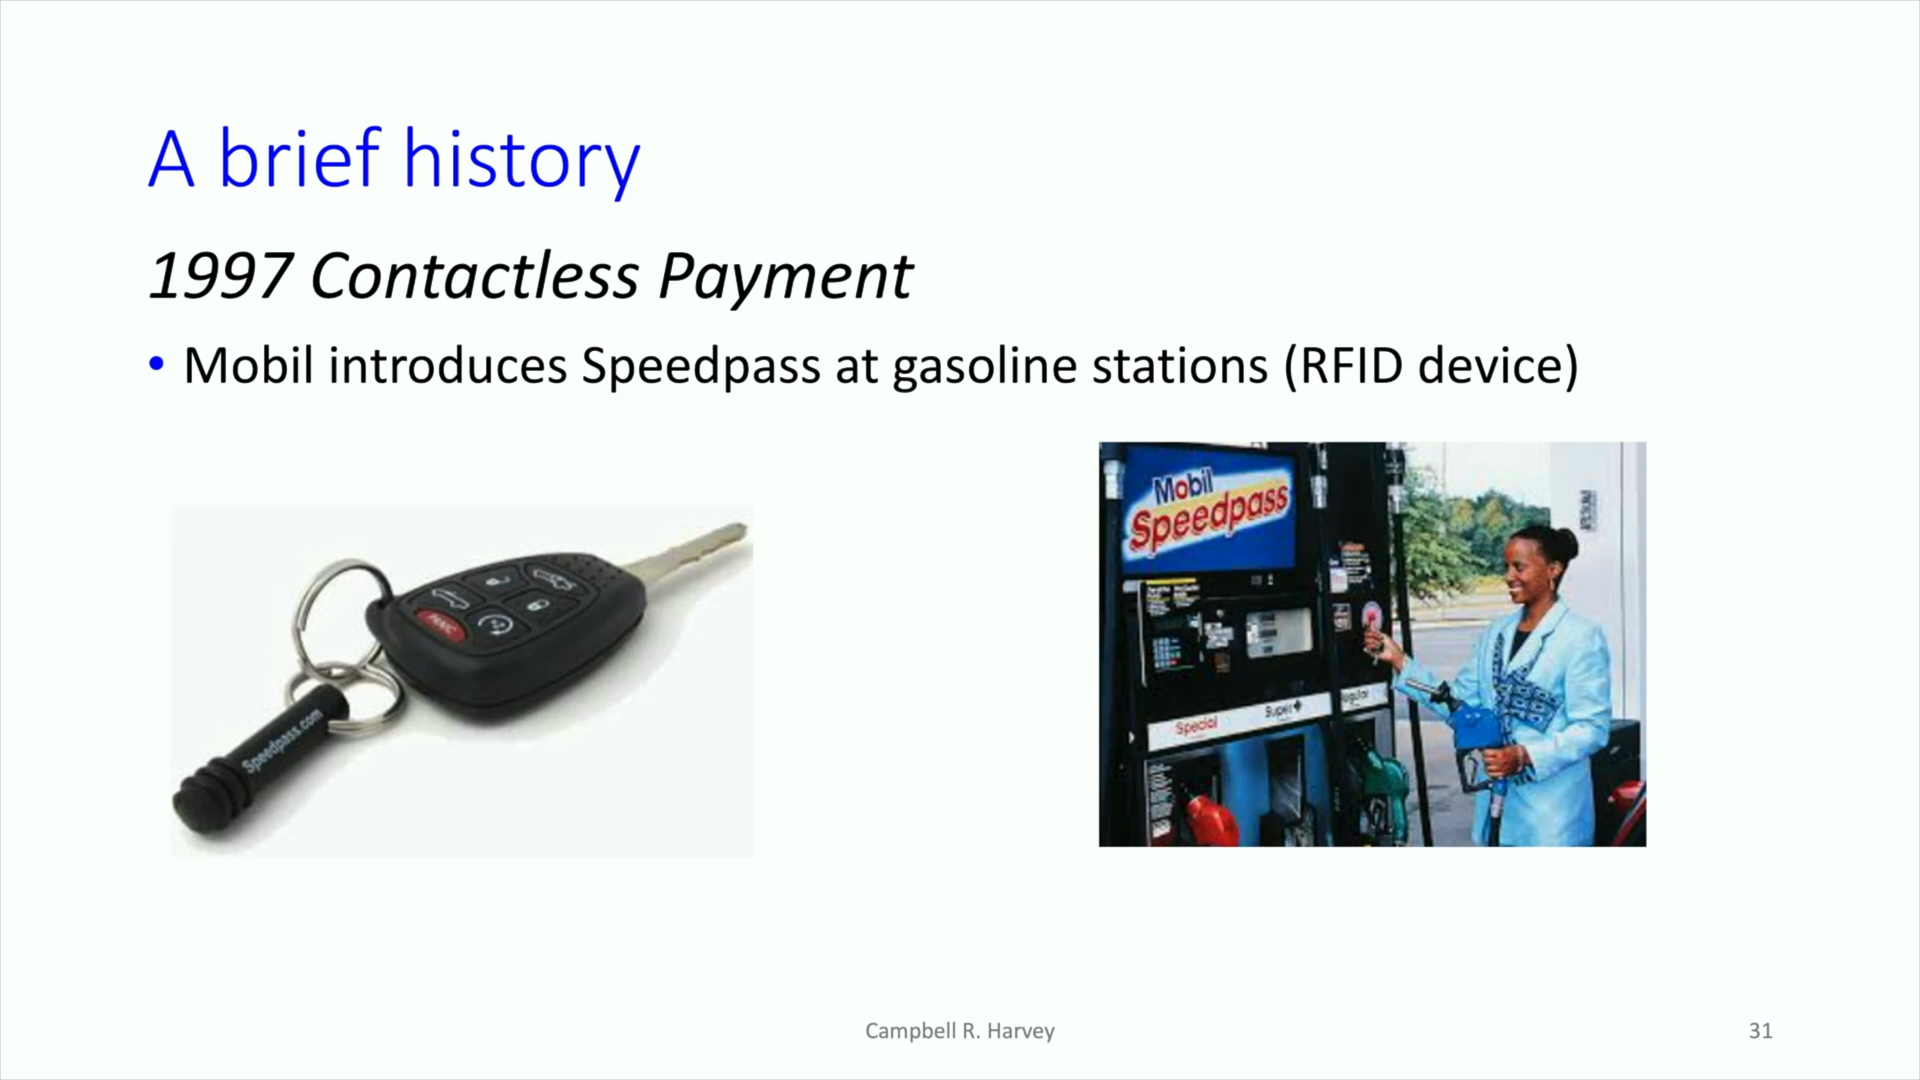 A brief history
1997 Contactless Payment
• Mobil introduces Speedpass at gasoline stations (RFID device)
PANIC
Speedpass.com
Mobil
Speedpass
Special
Super+
Regular
Campbell R. Harvey
31